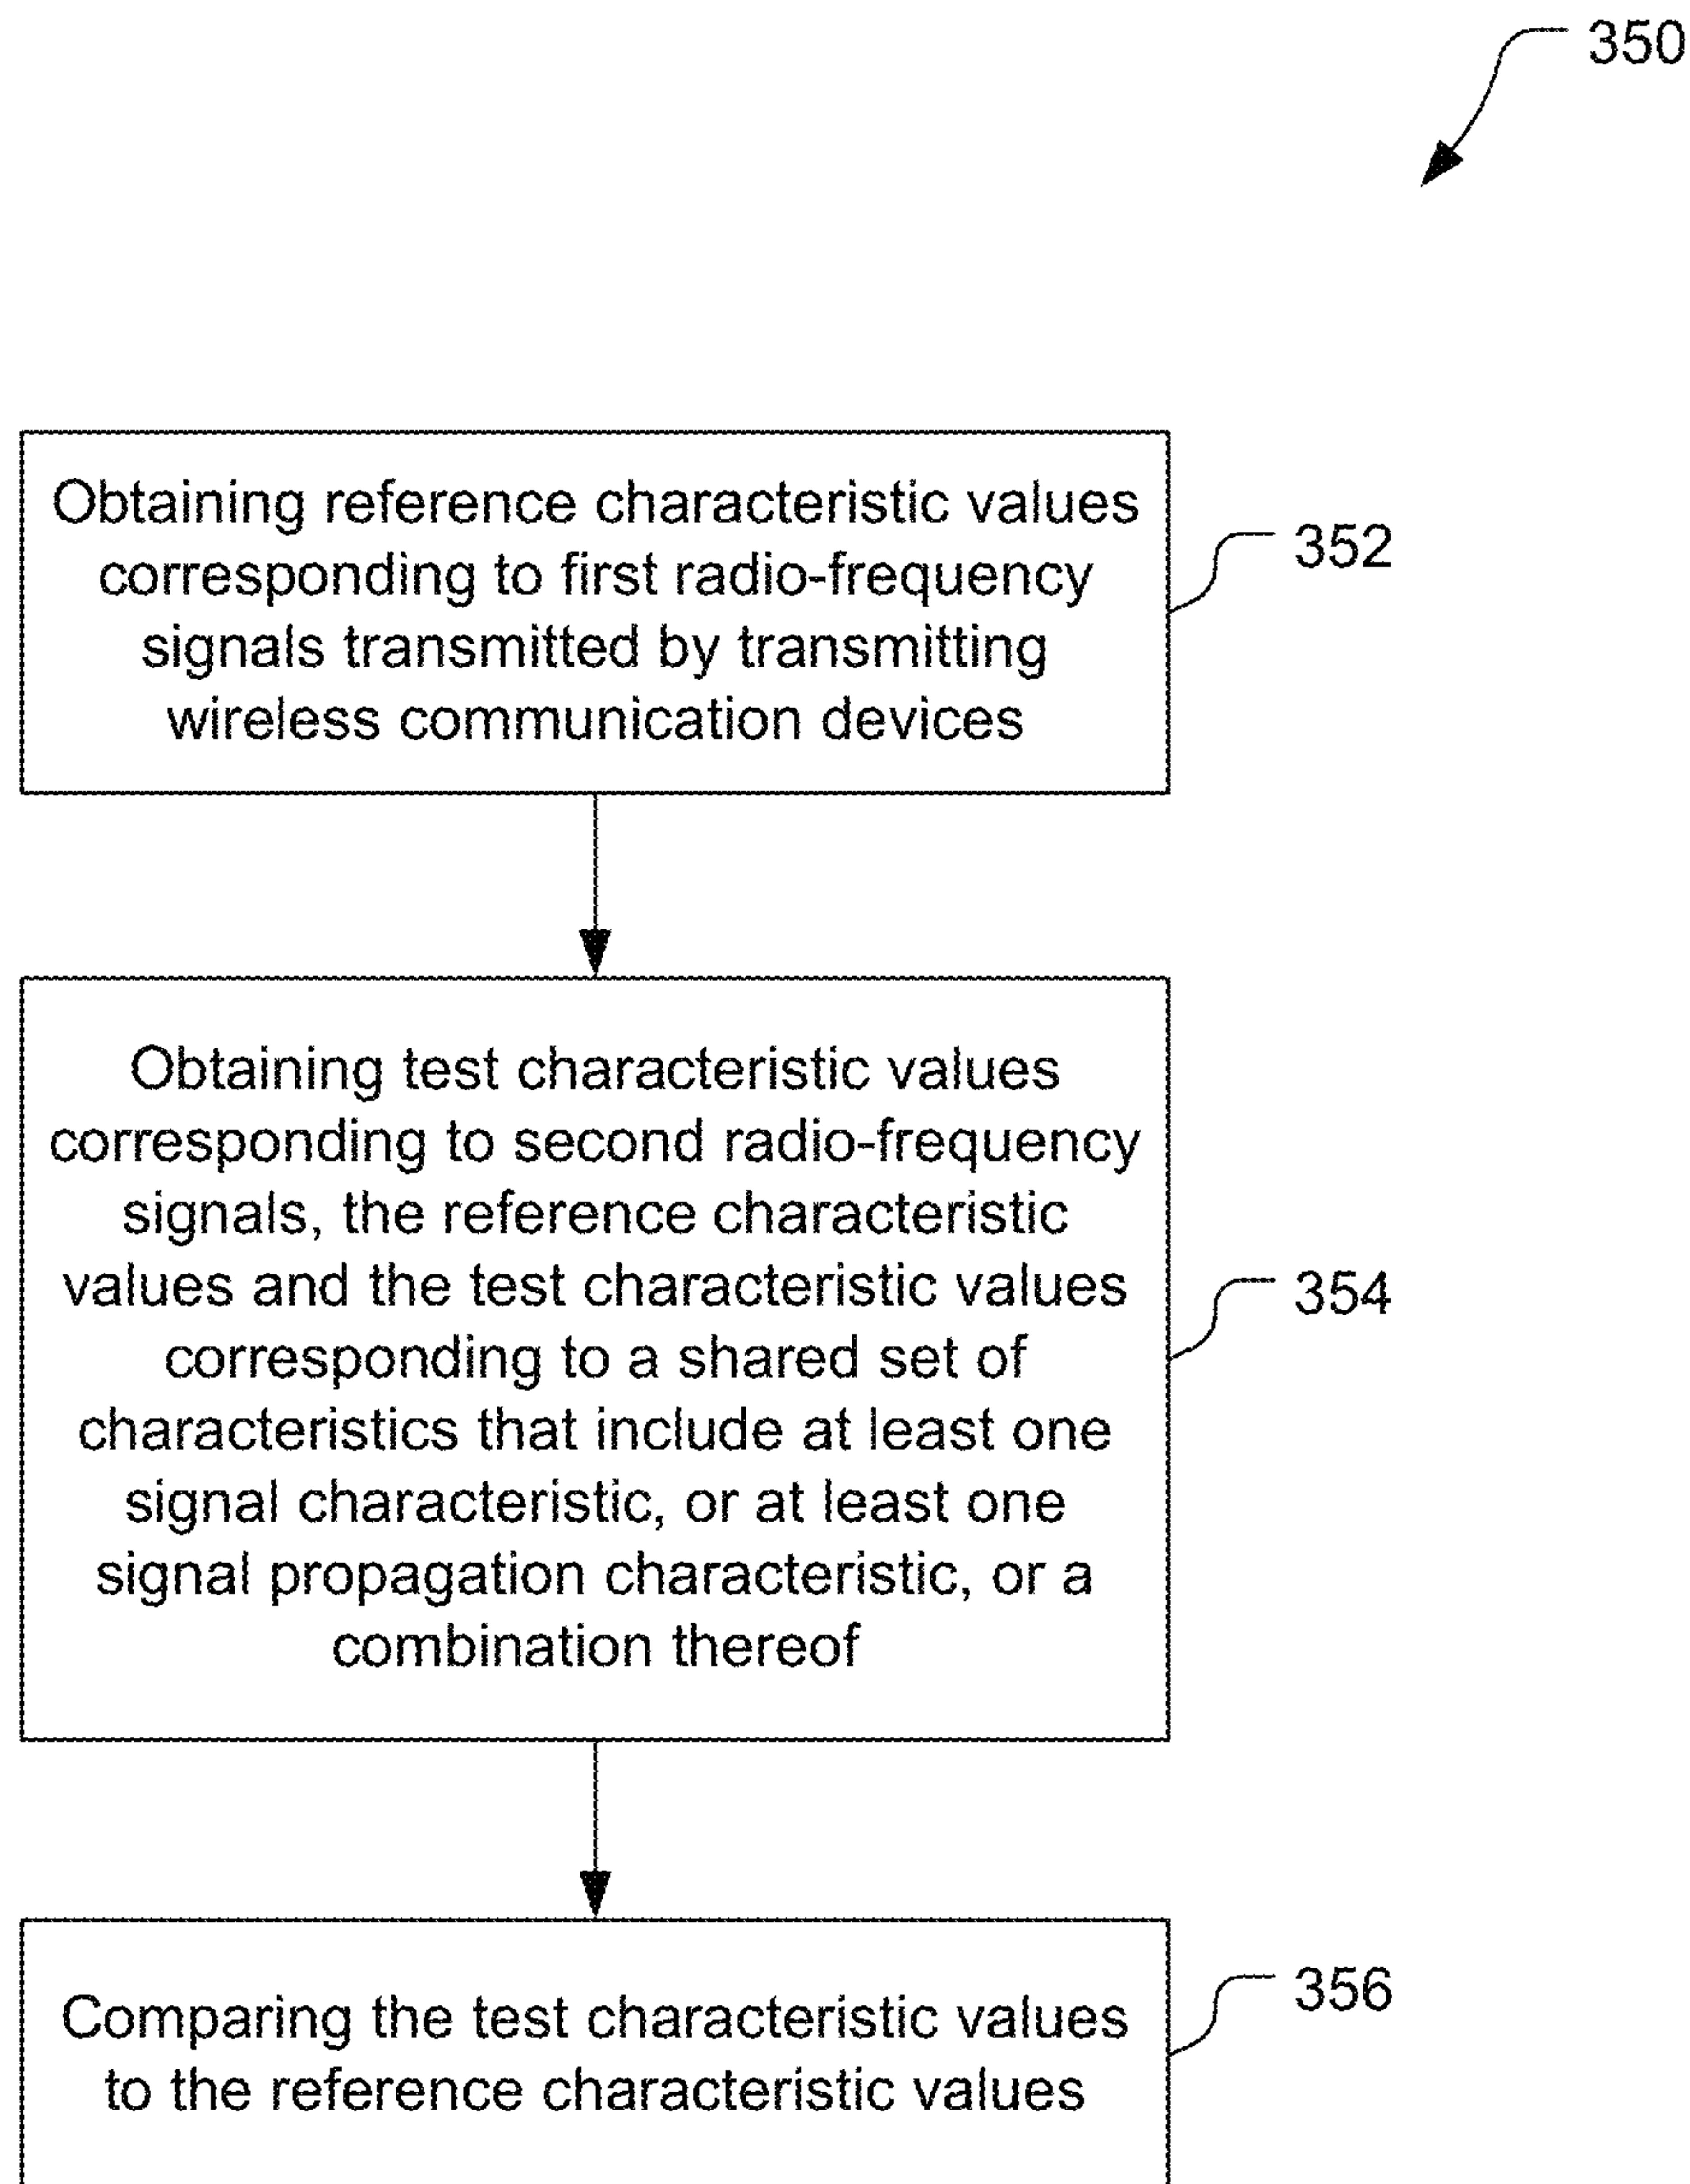 350
Obtaining reference characteristic values
corresponding to first radio-frequency
signals transmitted by transmitting
wireless communication devices
352
Obtaining test characteristic values
corresponding to second radio-frequency
signals, the reference characteristic
values and the test characteristic values
corresponding to a shared set of
characteristics that include at least one
signal characteristic, or at least one
signal propagation characteristic, or a
combination thereof
354
Comparing the test characteristic values
to the reference characteristic values
356